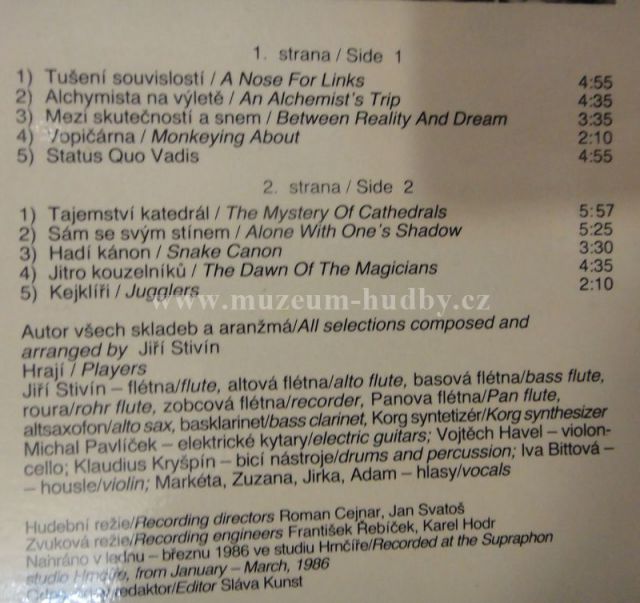 1. strana / Side 1
1) Tušení souvislostí / A Nose For Links 4:55
2) Alchymista na výletě / An Alchemist's Trip 4:35
3) Mezi skutečností a snem / Between Reality And Dream 3:35
4) Vopičárna / Monkeying About 2:10
5) Status Quo Vadis 4:55
2. strana / Side 2
1) Tajemství katedrál / The Mystery Of Cathedrals 5:57
2) Sám se svým stínem / Alone With One's Shadow 5:25
3) Hadí kánon / Snake Canon 3:30
4) Jitro kouzelníků / The Dawn Of The Magicians 4:35
5) Kejklíři / Jugglers 2:10
www.muzeum-hudby.cz
Autor všech skladeb a aranžmá/All selections composed and
arranged by Jiří Stivín
Hrají / Players
Jiří Stivín – flétna/flute, altová flétna/alto flute, basová flétna/bass flute,
roura/rohr flute, zobcová flétna/recorder, Panova flétna/Pan flute,
altsaxofon/alto sax, basklarinet/bass clarinet, Korg syntetizér/Korg synthesizer
Michal Pavlíček – elektrické kytary/electric guitars; Vojtěch Havel – violon-
cello; Klaudius Kryšpín – bicí nástroje/drums and percussion; Iva Bittová –
– housle/violin; Markéta, Zuzana, Jirka, Adam – hlasy/vocals
Hudební režie/Recording directors Roman Cejnar, Jan Svatoš
Zvuková režie/Recording engineers František Řebíček, Karel Hodr
Nahráno v lednu – březnu 1986 ve studiu Hrnčíře/Recorded at the Supraphon
studio Hrnčíře, from January – March, 1986
redaktor/Editor Sláva Kunst